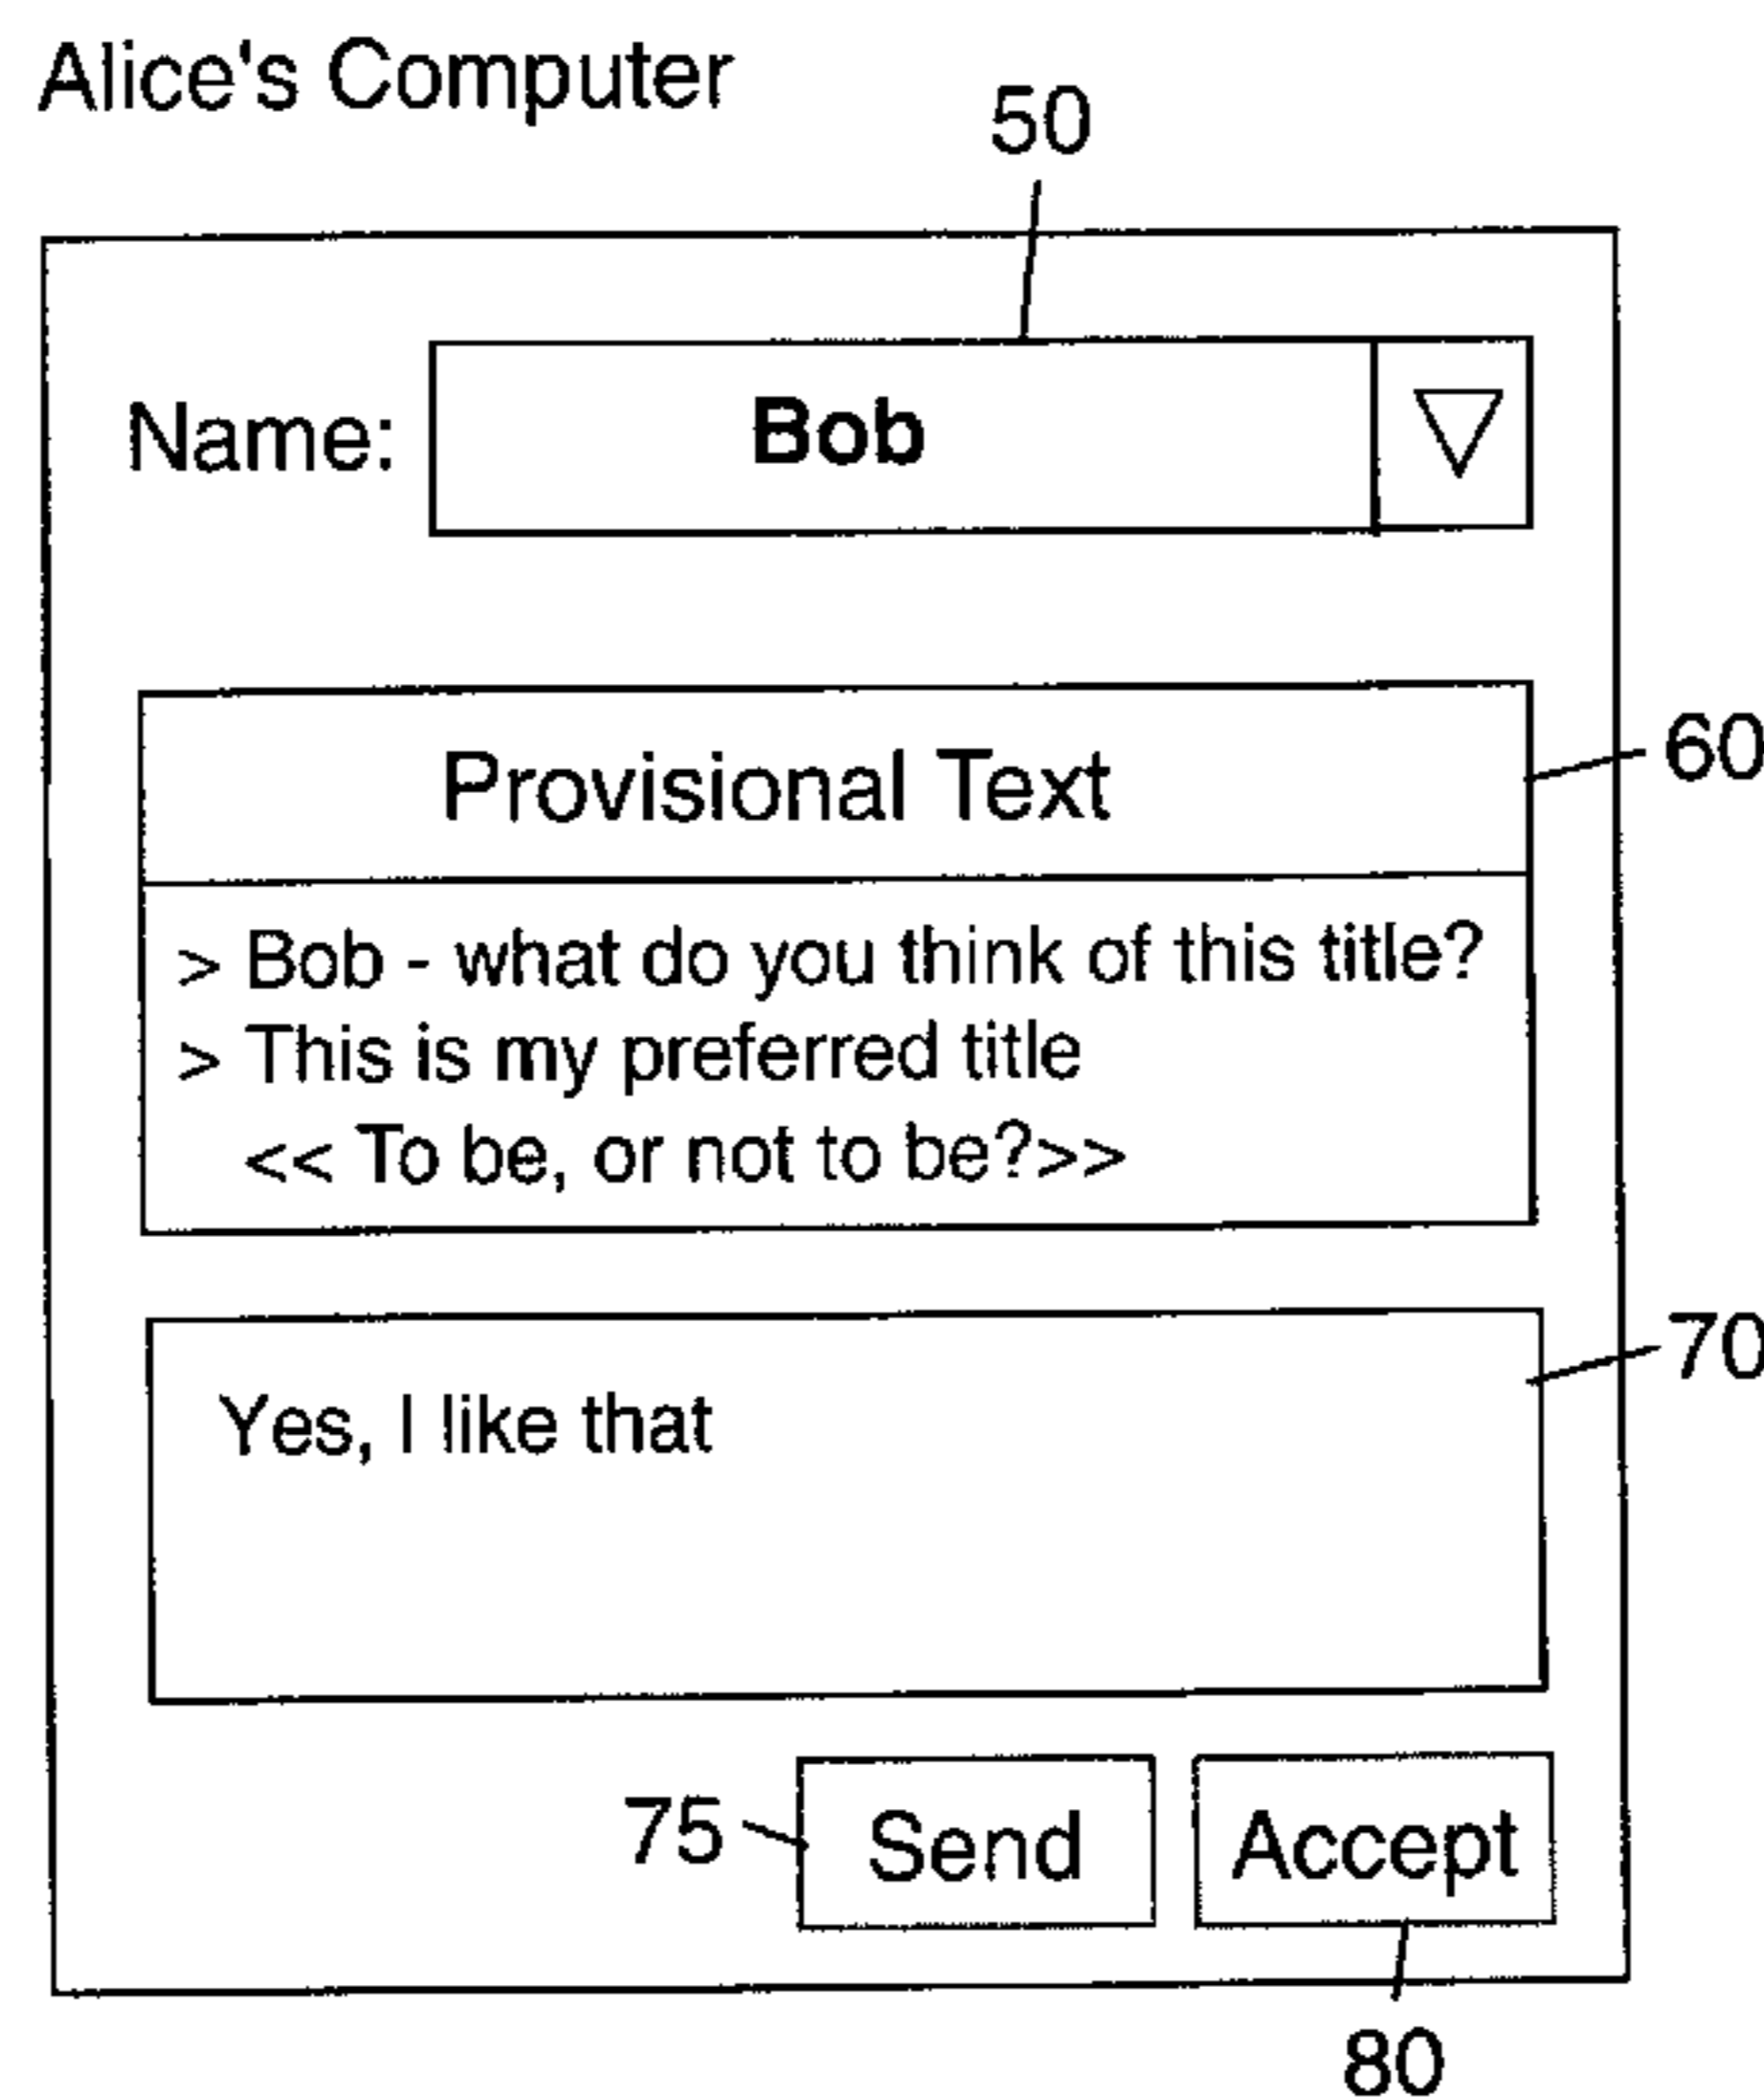 Alice's Computer
50
Name: Bob
Provisional Text
60
> Bob - what do you think of this title?
> This is my preferred title
<< To be, or not to be?>>
70
Yes, I like that
75 Send Accept
80